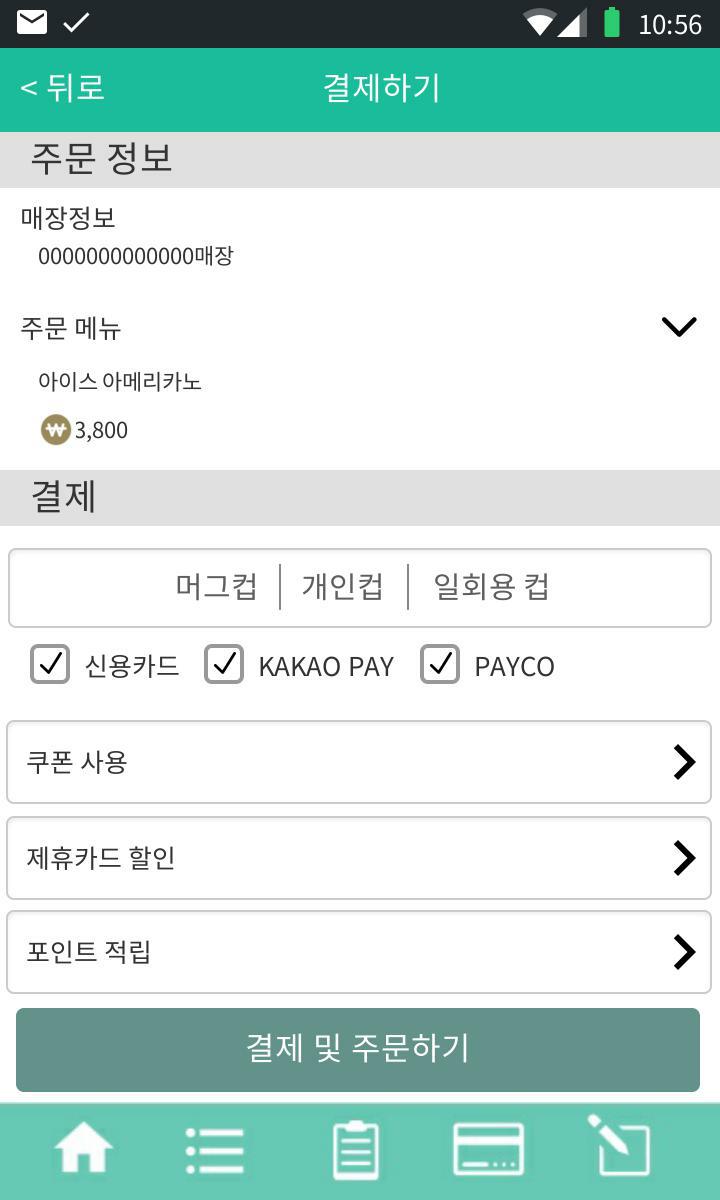 10:56
< 뒤로 결제하기
주문 정보
매장정보
0000000000000매장
주문 메뉴
아이스 아메리카노
₩ 3,800
결제
머그컵 | 개인컵 | 일회용 컵
신용카드 KAKAO PAY PAYCO
쿠폰 사용
제휴카드 할인
포인트 적립
결제 및 주문하기